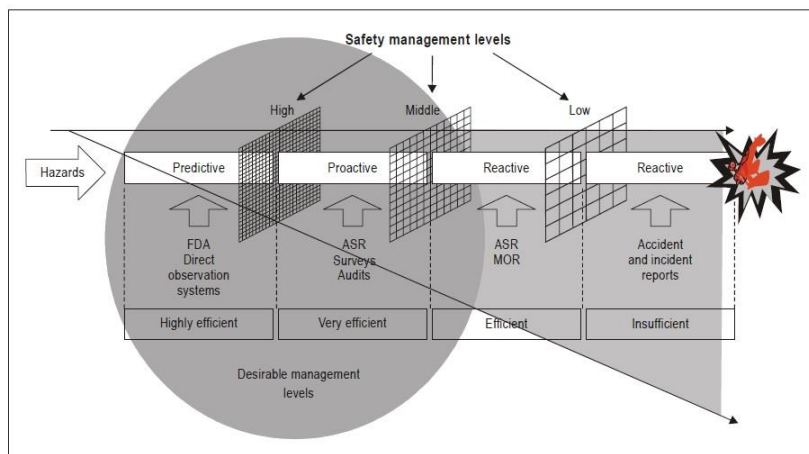 Safety management levels
High
Middle
Low
Hazards
Predictive
Proactive
Reactive
Reactive
FDA
Direct
observation
systems
ASR
Surveys
Audits
ASR
MOR
Accident
and incident
reports
Highly efficient
Very efficient
Efficient
Insufficient
Desirable management
levels